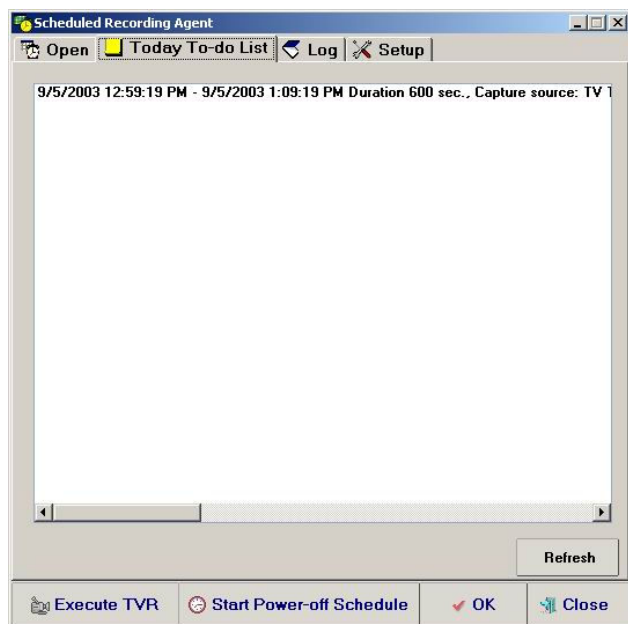 Scheduled Recording Agent
Open Today To-do List Log Setup
9/5/2003 12:59:19 PM - 9/5/2003 1:09:19 PM Duration 600 sec., Capture source: TV
Refresh
Execute TVR Start Power-off Schedule OK Close